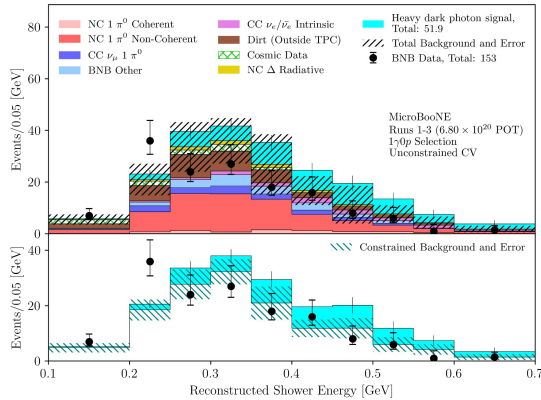 NC 1 π⁰ Coherent
NC 1 π⁰ Non-Coherent
CC ν_μ 1 π⁰
BNB Other
CC ν_e/ν̄_e Intrinsic
Dirt (Outside TPC)
Cosmic Data
NC Δ Radiative
Heavy dark photon signal,
Total: 51.9
Total Background and Error
BNB Data, Total: 153
MicroBooNE
Runs 1-3 (6.80 × 10²⁰ POT)
1γ0p Selection
Unconstrained CV
Events/0.05 [GeV]
80
60
40
20
0
Constrained Background and Error
Events/0.05 [GeV]
40
20
0
0.1 0.2 0.3 0.4 0.5 0.6 0.7
Reconstructed Shower Energy [GeV]